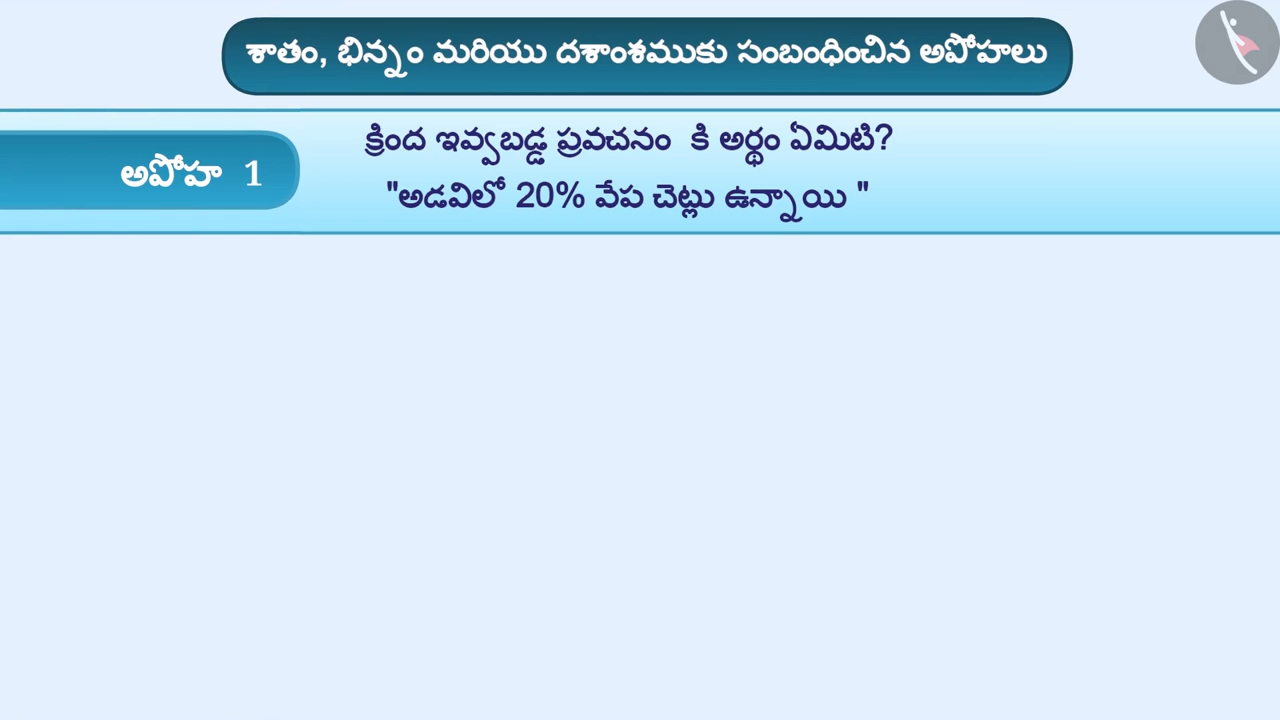 శాతం, భిన్నం మరియు దశాంశముకు సంబంధించిన అపోహలు
అపోహ 1
క్రింద ఇవ్వబడ్డ ప్రవచనం కి అర్థం ఏమిటి?
"అడవిలో 20% వేప చెట్లు ఉన్నాయి "